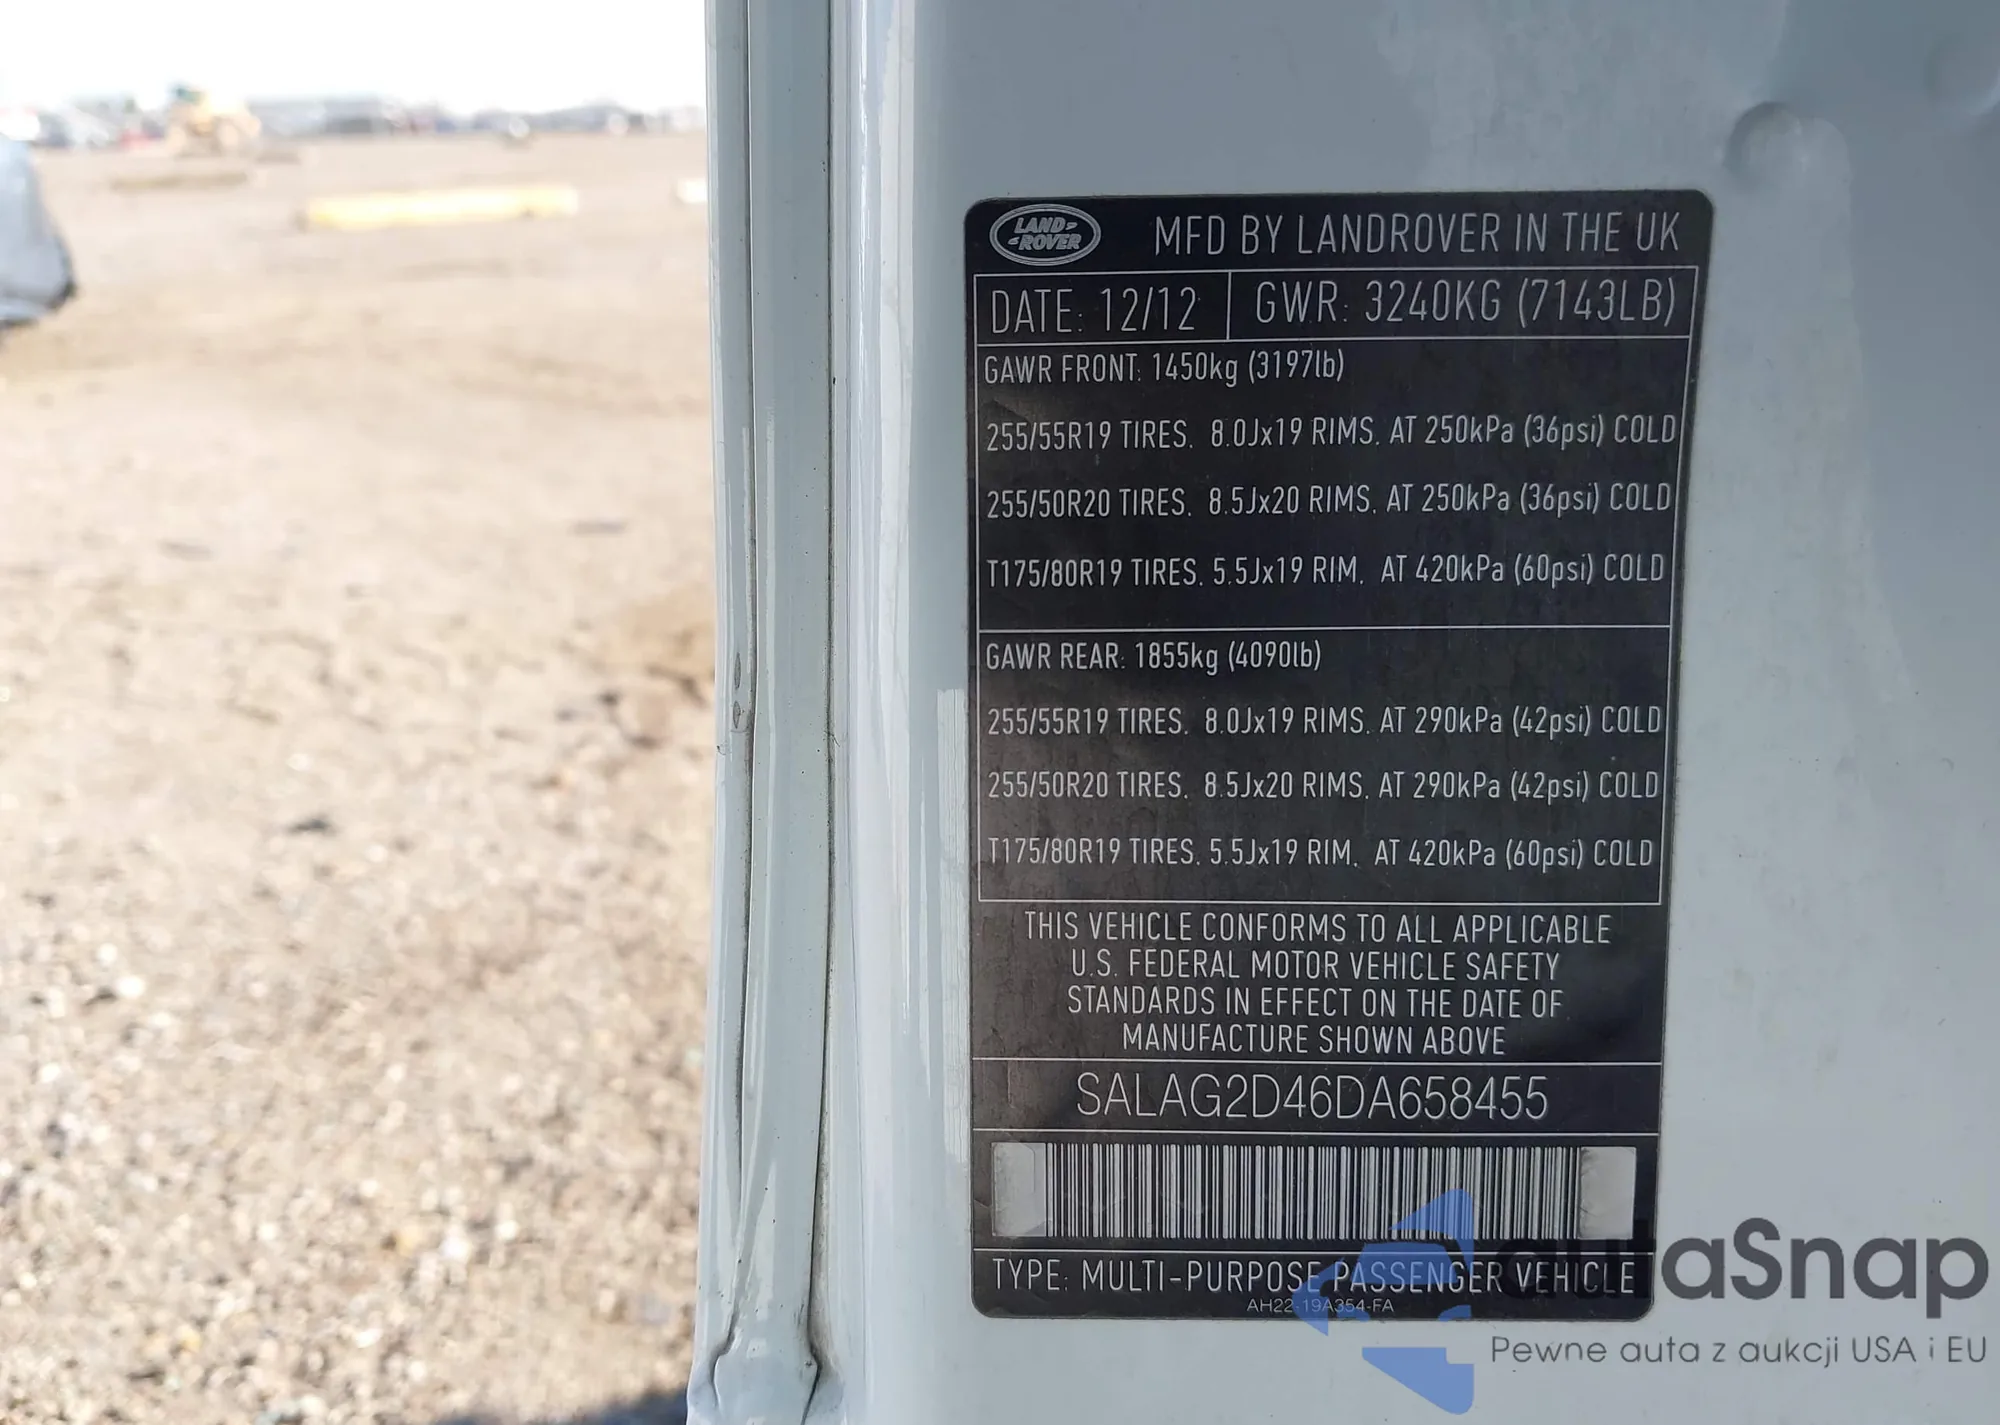 LAND-
-ROVER
MFD BY LANDROVER IN THE UK
DATE: 12/12
GWR: 3240KG (7143LB)
GAWR FRONT: 1450kg (3197lb)
255/55R19 TIRES. 8.0Jx19 RIMS. AT 250kPa (36psi) COLD
255/50R20 TIRES. 8.5Jx20 RIMS. AT 250kPa (36psi) COLD
T175/80R19 TIRES. 5.5Jx19 RIM. AT 420kPa (60psi) COLD
GAWR REAR: 1855kg (4090lb)
255/55R19 TIRES. 8.0Jx19 RIMS. AT 290kPa (42psi) COLD
255/50R20 TIRES. 8.5Jx20 RIMS. AT 290kPa (42psi) COLD
T175/80R19 TIRES. 5.5Jx19 RIM. AT 420kPa (60psi) COLD
THIS VEHICLE CONFORMS TO ALL APPLICABLE
U.S. FEDERAL MOTOR VEHICLE SAFETY
STANDARDS IN EFFECT ON THE DATE OF
MANUFACTURE SHOWN ABOVE
SALAG2D46DA658455
TYPE: MULTI-PURPOSE PASSENGER VEHICLE
AH22-19A354-FA
autaSnap
Pewne auta z aukcji USA i EU